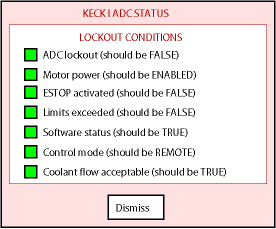 KECK I ADC STATUS
LOCKOUT CONDITIONS
ADC lockout (should be FALSE)
Motor power (should be ENABLED)
ESTOP activated (should be FALSE)
Limits exceeded (should be FALSE)
Software status (should be TRUE)
Control mode (should be REMOTE)
Coolant flow acceptable (should be TRUE)
Dismiss